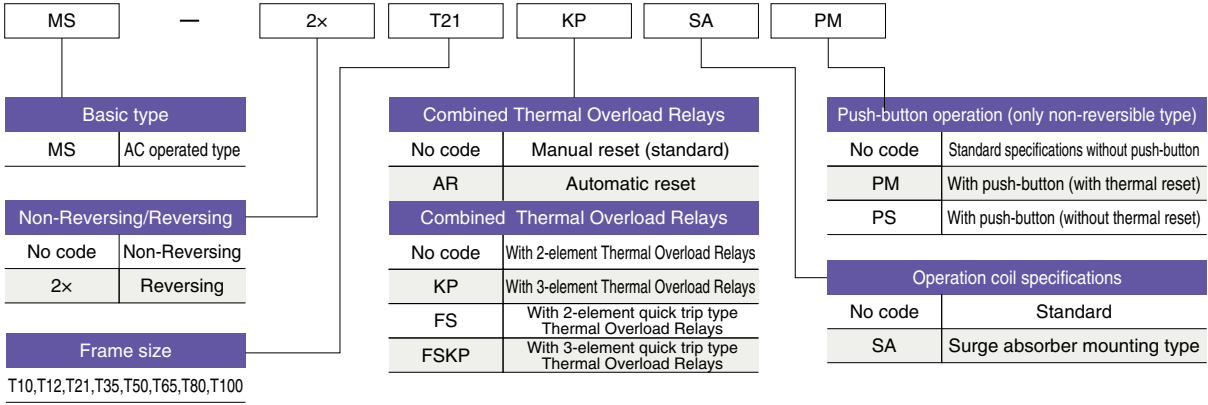 MS — 2× T21 KP SA PM
Basic type
MS AC operated type
Non-Reversing/Reversing
No code Non-Reversing
2× Reversing
Frame size
T10,T12,T21,T35,T50,T65,T80,T100
Combined Thermal Overload Relays
No code Manual reset (standard)
AR Automatic reset
Combined Thermal Overload Relays
No code With 2-element Thermal Overload Relays
KP With 3-element Thermal Overload Relays
FS With 2-element quick trip type
Thermal Overload Relays
FSKP With 3-element quick trip type
Thermal Overload Relays
Push-button operation (only non-reversible type)
No code Standard specifications without push-button
PM With push-button (with thermal reset)
PS With push-button (without thermal reset)
Operation coil specifications
No code Standard
SA Surge absorber mounting type